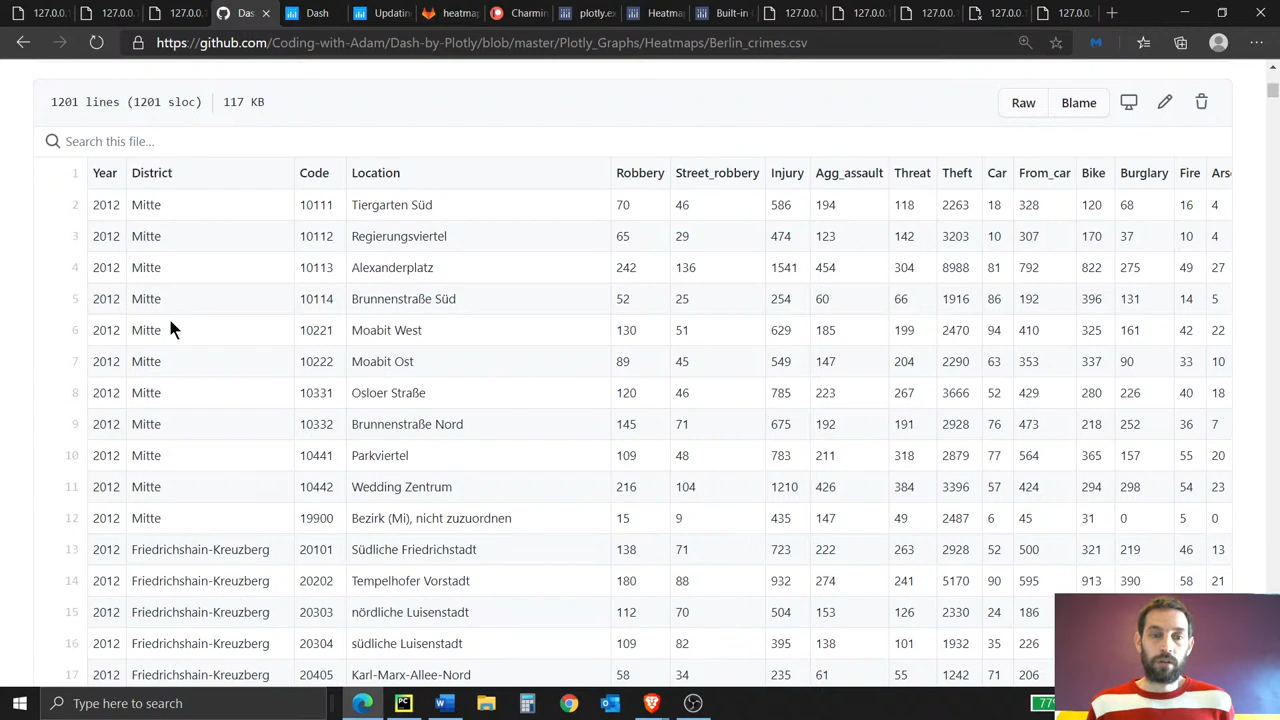 127.0.0.
127.0.0.1
127.0.0.1
Das
Dash
Updatin
heatma
Charmin
plotly.ex
Heatma
Built-in
127.0.0.1
127.0.0.1
127.0.0.1
127.0.0.1
127.0.0.1
https://github.com/Coding-with-Adam/Dash-by-Plotly/blob/master/Plotly_Graphs/Heatmaps/Berlin_crimes.csv
1201 lines (1201 sloc) 117 KB Raw Blame
Search this file...
1 Year District Code Location Robbery Street_robbery Injury Agg_assault Threat Theft Car From_car Bike Burglary Fire Ars
2 2012 Mitte 10111 Tiergarten Süd 70 46 586 194 118 2263 18 328 120 68 16 4
3 2012 Mitte 10112 Regierungsviertel 65 29 474 123 142 3203 10 307 170 37 10 4
4 2012 Mitte 10113 Alexanderplatz 242 136 1541 454 304 8988 81 792 822 275 49 27
5 2012 Mitte 10114 Brunnenstraße Süd 52 25 254 60 66 1916 86 192 396 131 14 5
6 2012 Mitte 10221 Moabit West 130 51 629 185 199 2470 94 410 325 161 42 22
7 2012 Mitte 10222 Moabit Ost 89 45 549 147 204 2290 63 353 337 90 33 10
8 2012 Mitte 10331 Osloer Straße 120 46 785 223 267 3666 52 429 280 226 40 18
9 2012 Mitte 10332 Brunnenstraße Nord 145 71 675 192 191 2928 76 473 218 252 36 7
10 2012 Mitte 10441 Parkviertel 109 48 783 211 318 2879 77 564 365 157 55 20
11 2012 Mitte 10442 Wedding Zentrum 216 104 1210 426 384 3396 57 424 294 298 54 23
12 2012 Mitte 19900 Bezirk (Mi), nicht zuzuordnen 15 9 435 147 49 2487 6 45 31 0 5 0
13 2012 Friedrichshain-Kreuzberg 20101 Südliche Friedrichstadt 138 71 723 222 263 2928 52 500 321 219 46 13
14 2012 Friedrichshain-Kreuzberg 20202 Tempelhofer Vorstadt 180 88 932 274 241 5170 90 595 913 390 58 21
15 2012 Friedrichshain-Kreuzberg 20303 nördliche Luisenstadt 112 70 504 153 126 2330 24 186
16 2012 Friedrichshain-Kreuzberg 20304 südliche Luisenstadt 109 82 395 138 101 1932 35 226
17 2012 Friedrichshain-Kreuzberg 20405 Karl-Marx-Allee-Nord 58 34 235 61 55 1242 71 206
Type here to search
PC
77%